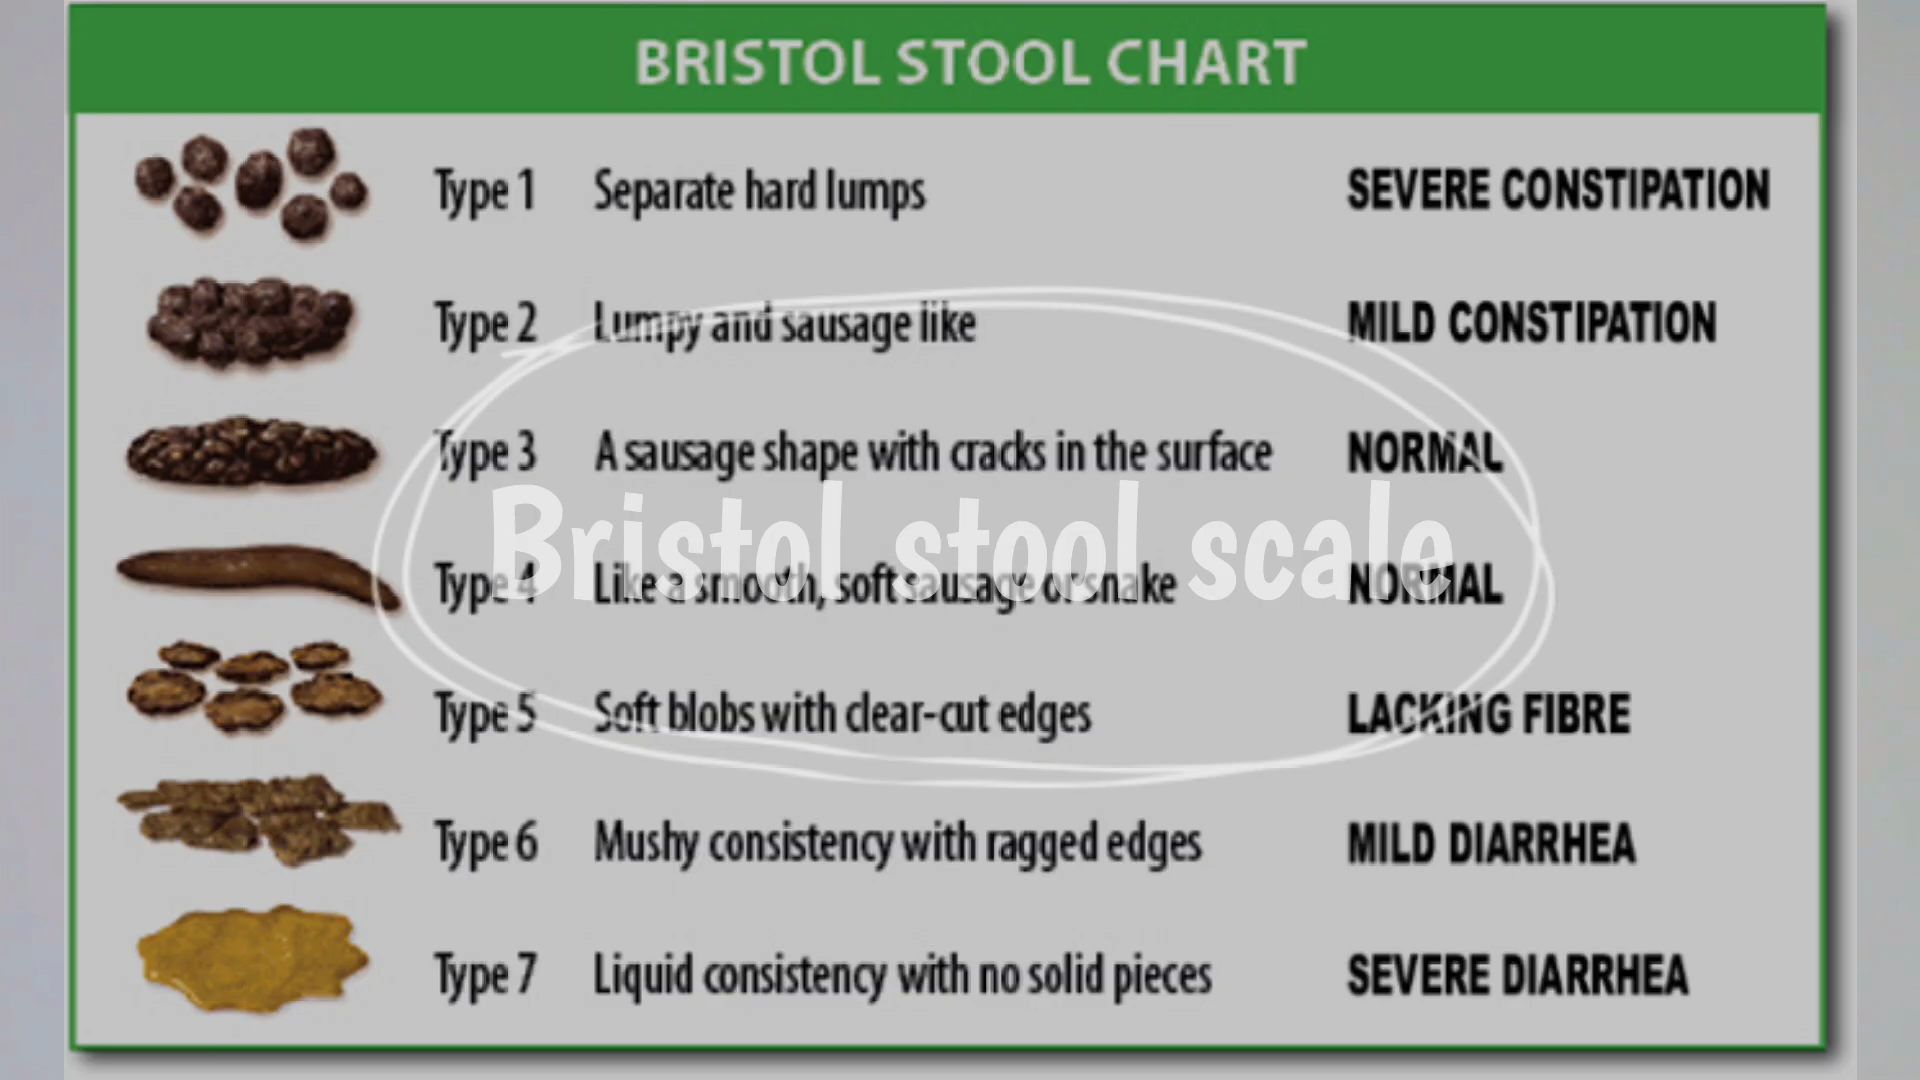 BRISTOL STOOL CHART
Type 1 Separate hard lumps SEVERE CONSTIPATION
Type 2 Lumpy and sausage like MILD CONSTIPATION
Type 3 A sausage shape with cracks in the surface NORMAL
Bristol stool scale
Type 4 Like a smooth, soft sausage or snake NORMAL
Type 5 Soft blobs with clear-cut edges LACKING FIBRE
Type 6 Mushy consistency with ragged edges MILD DIARRHEA
Type 7 Liquid consistency with no solid pieces SEVERE DIARRHEA